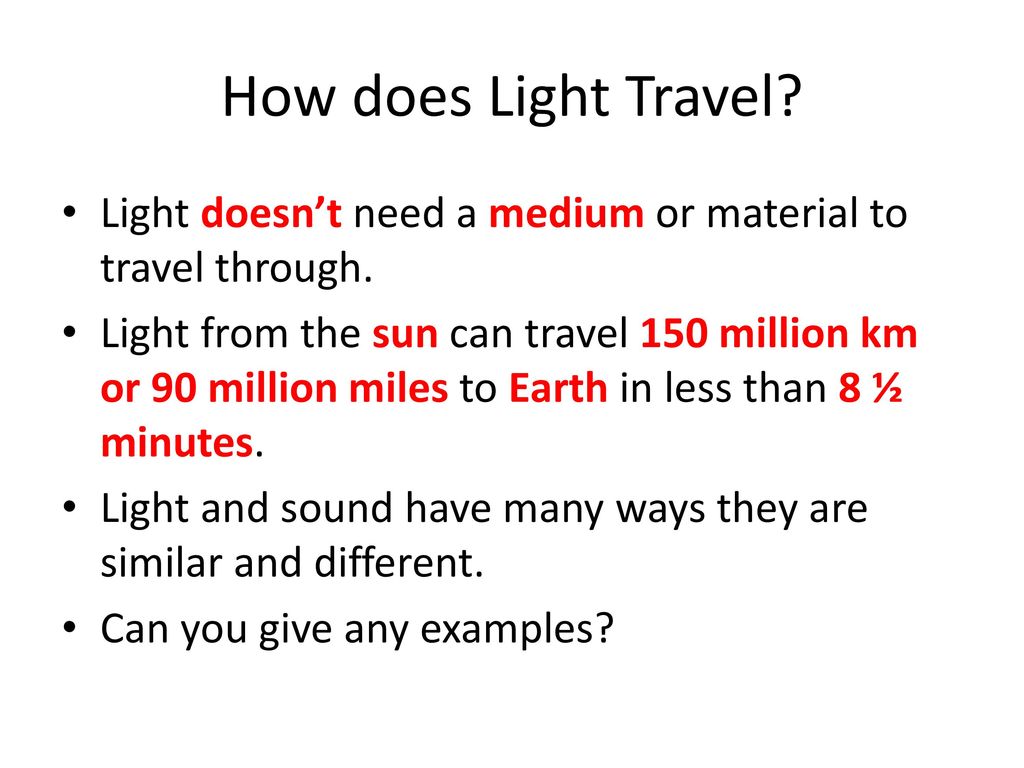 How does Light Travel?
• Light doesn’t need a medium or material to
travel through.
• Light from the sun can travel 150 million km
or 90 million miles to Earth in less than 8 ½
minutes.
• Light and sound have many ways they are
similar and different.
• Can you give any examples?